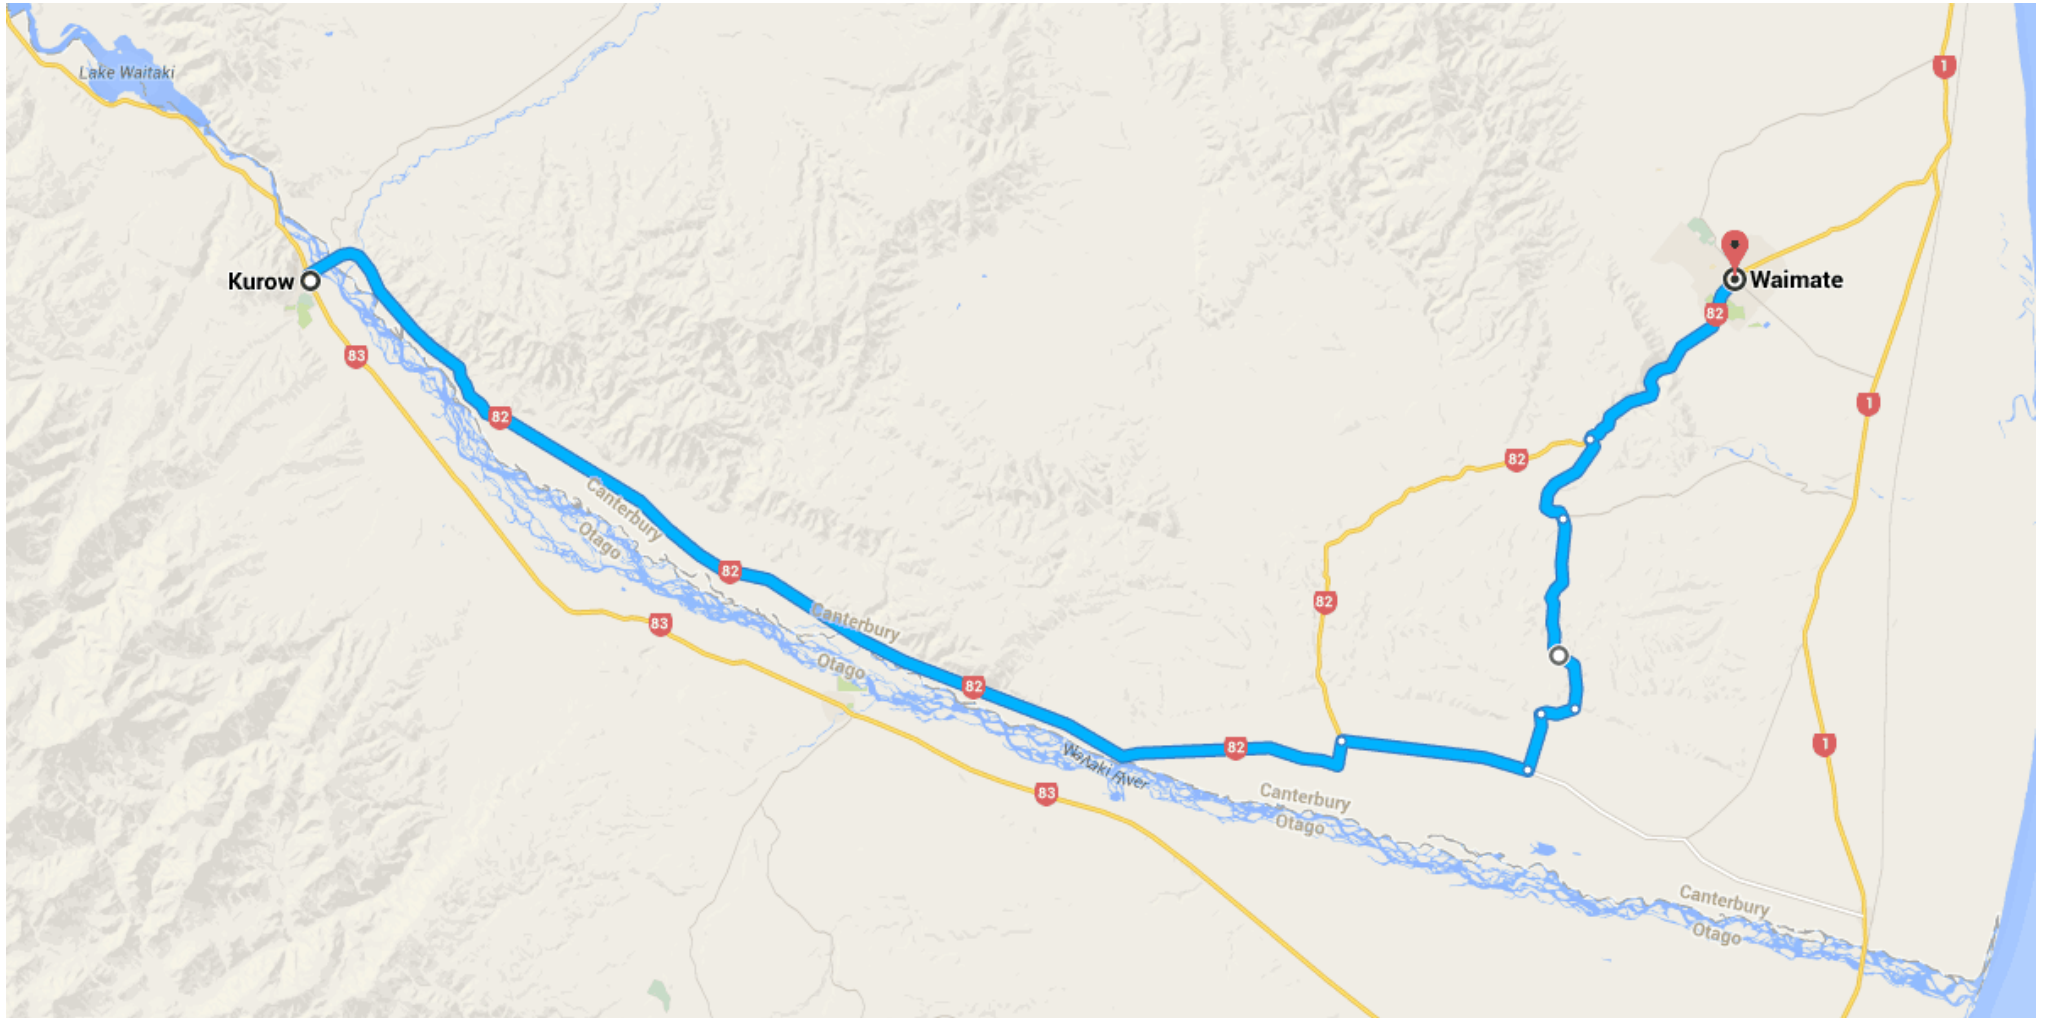 Lake Waitaki
1
Kurow
Waimate
82
83
1
82
82
Canterbury
Otago
82
82
Canterbury
83
Otago
82
1
82
Waitaki River
83
Canterbury
Otago
Canterbury
Otago